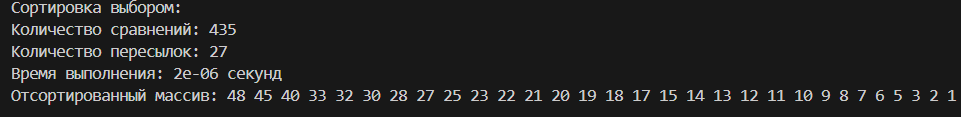 Сортировка выбором:
Количество сравнений: 435
Количество пересылок: 27
Время выполнения: 2e-06 секунд
Отсортированный массив: 48 45 40 33 32 30 28 27 25 23 22 21 20 19 18 17 15 14 13 12 11 10 9 8 7 6 5 3 2 1